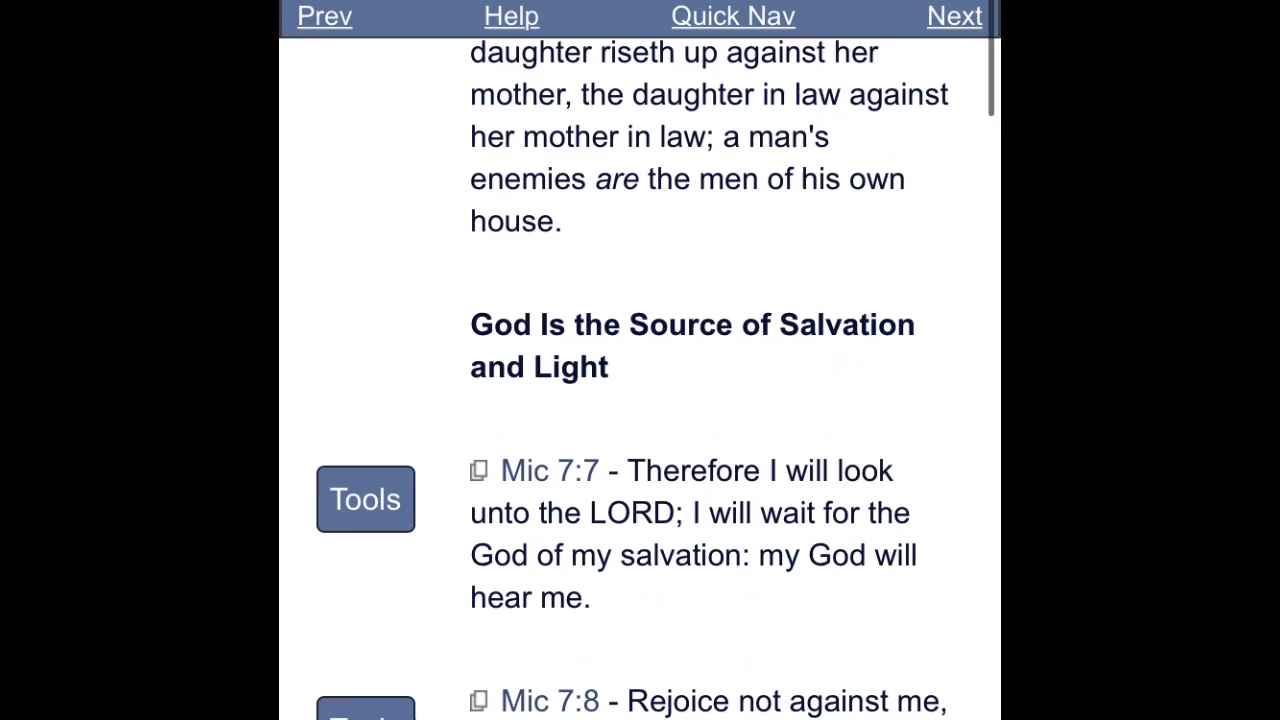 Prev Help Quick Nav Next
daughter riseth up against her
mother, the daughter in law against
her mother in law; a man's
enemies are the men of his own
house.
God Is the Source of Salvation
and Light
Tools
Mic 7:7 - Therefore I will look
unto the LORD; I will wait for the
God of my salvation: my God will
hear me.
Mic 7:8 - Rejoice not against me,